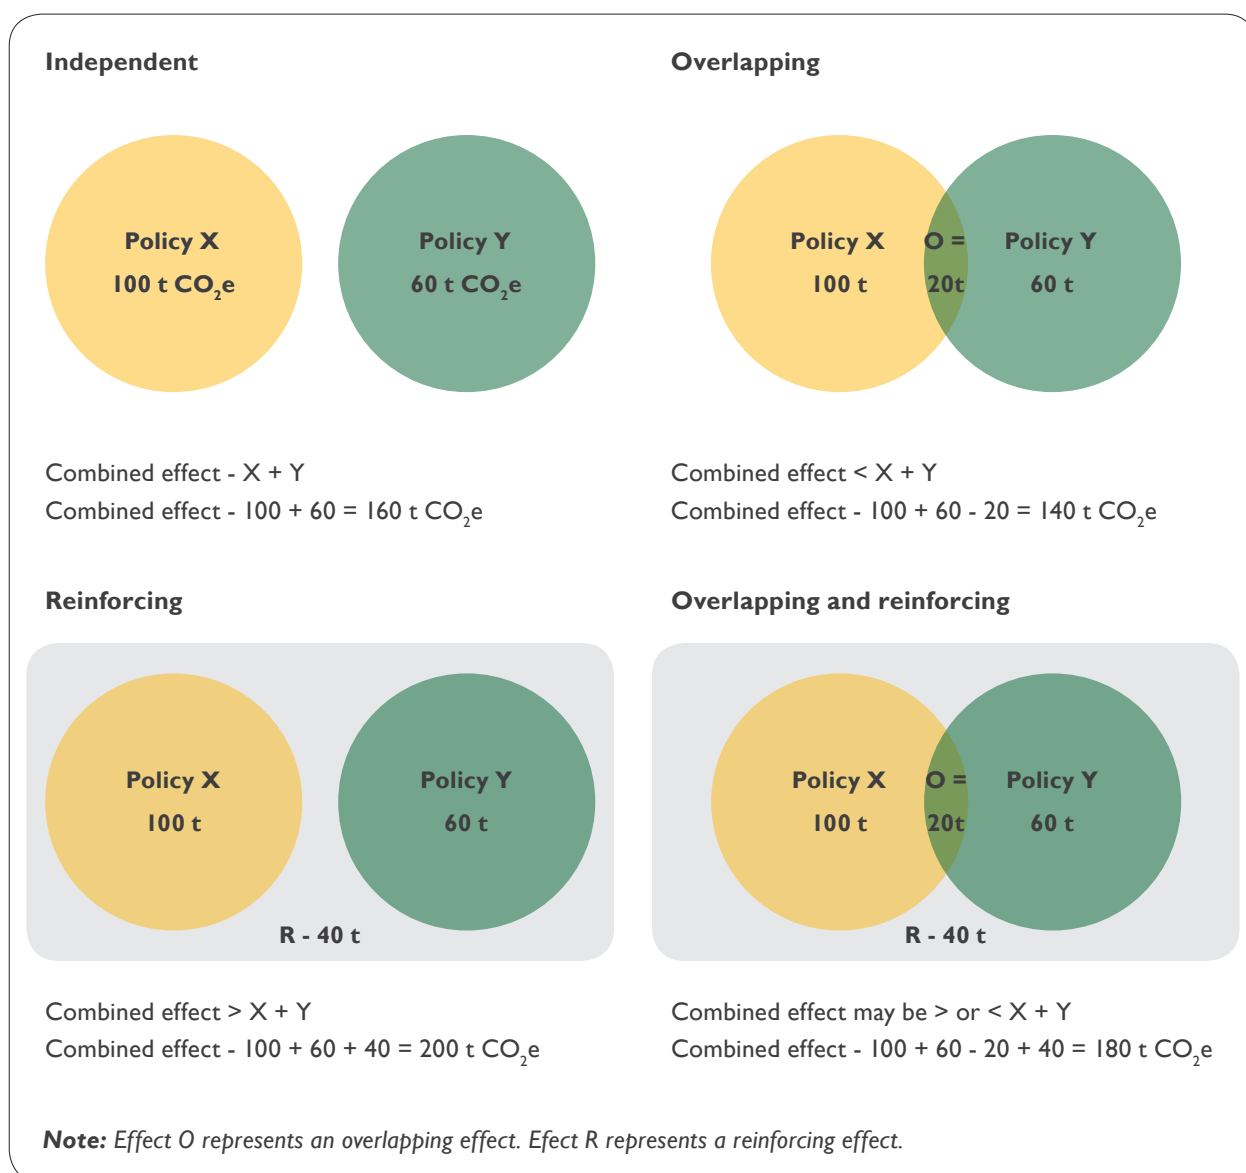 Independent
Policy X
100 t CO₂e
Policy Y
60 t CO₂e
Combined effect - X + Y
Combined effect - 100 + 60 = 160 t CO₂e
Overlapping
Policy X
100 t
O =
20t
Policy Y
60 t
Combined effect < X + Y
Combined effect - 100 + 60 - 20 = 140 t CO₂e
Reinforcing
Policy X
100 t
Policy Y
60 t
R - 40 t
Combined effect > X + Y
Combined effect - 100 + 60 + 40 = 200 t CO₂e
Overlapping and reinforcing
Policy X
100 t
O =
20t
Policy Y
60 t
R - 40 t
Combined effect may be > or < X + Y
Combined effect - 100 + 60 - 20 + 40 = 180 t CO₂e
Note: Effect O represents an overlapping effect. Efect R represents a reinforcing effect.